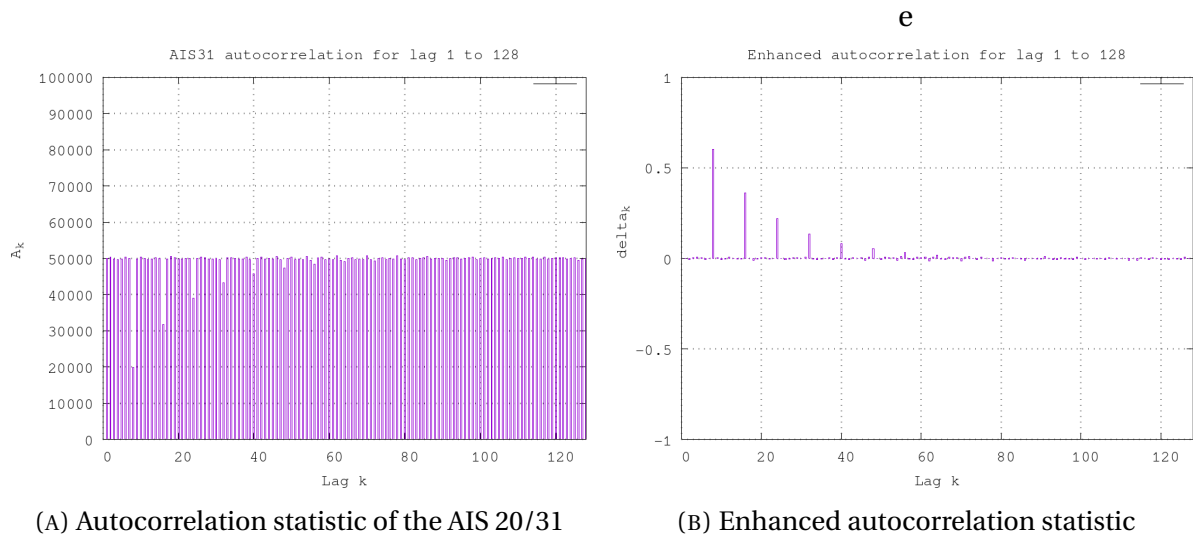 e
AIS31 autocorrelation for lag 1 to 128
100000
90000
80000
70000
60000
50000
40000
30000
20000
10000
0
A_k
0 20 40 60 80 100 120
Lag k
(A) Autocorrelation statistic of the AIS 20/31
Enhanced autocorrelation for lag 1 to 128
1
0.5
0
−0.5
−1
delta_k
0 20 40 60 80 100 120
Lag k
(B) Enhanced autocorrelation statistic